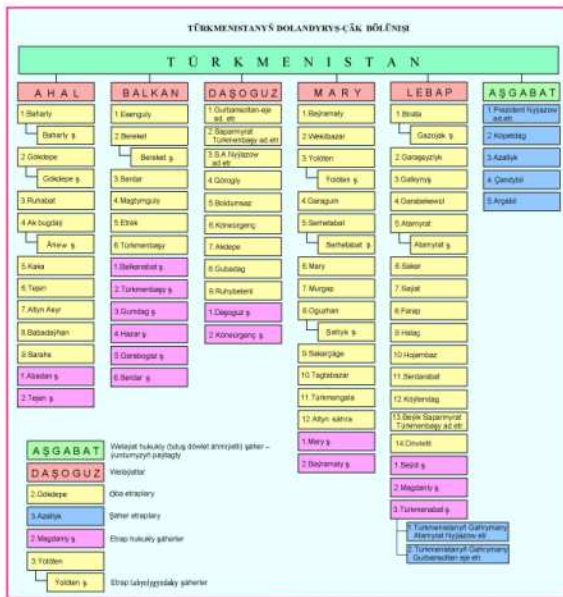 TÜRKMENISTANYŇ DOLANDYRYŞ-ÇÄK BÖLÜNIŞI
TÜRKMENISTAN
AHAL
1.Baharly
Baharly ş.
2.Gökdepe
Gökdepe ş.
3.Ruhabat
4.Ak bugdaý
Änew ş.
5.Kaka
6.Tejen
7.Altyn Asyr
8.Babadaýhan
9.Sarahs
1.Abadan ş.
2.Tejen ş.
BALKAN
1.Esenguly
2.Bereket
Bereket ş.
3.Serdar
4.Magtymguly
5.Etrek
6.Türkmenbaşy
1.Balkanabat ş.
2.Türkmenbaşy ş.
3.Gumdag ş.
4.Hazar ş.
5.Garabogaz ş.
6.Serdar ş.
DAŞOGUZ
1.Gurbansoltan-eje
ad. etr
2.Saparmyrat
Türkmenbaşy ad.etr
3.S.A.Nyýazow
ad.etr
4.Görogly
5.Boldumsaz
6.Köneürgenç
7.Akdepe
8.Gubadag
9.Ruhubelent
1.Daşoguz ş.
2.Köneürgenç ş.
MARY
1.Baýramaly
2.Wekilbazar
3.Ýolöten
Ýolöten ş.
4.Garagum
5.Serhetabat
Serhetabat ş.
6.Mary
7.Murgap
8.Oguzhan
Şatlyk ş.
9.Sakarçäge
10.Tagtabazar
11.Türkmengala
12.Altyn sähra
1.Mary ş.
2.Baýramaly ş.
LEBAP
1.Birata
Gazojak ş.
2.Garaşsyzlyk
3.Galkynyş
4.Garabekewül
5.Atamyrat
Atamyrat ş.
6.Sakar
7.Saýat
8.Farap
9.Halaç
10.Hojambaz
11.Serdarabat
12.Köýtendag
13.Beýik Saparmyrat
Türkmenbaşy ad.etr
14.Döwletli
1.Seýdi ş.
2.Magdanly ş.
3.Türkmenabat ş.
1.Türkmenistanyň Gahrymany
Atamyrat Nyýazow etr
2.Türkmenistanyň Gahrymany
Gurbansoltan eje etr
AŞGABAT
1.Prezident Nyýazow
ad.etr
2.Köpetdag
3.Azatlyk
4.Çandybil
5.Arçabil
AŞGABAT
Welaýat hukukly (tutuş döwlet ähmiýetli) şäher –
ýurdumyzyň paýtagty
DAŞOGUZ
Welaýatlar
2.Gökdepe
Oba etraplary
3.Azatlyk
Şäher etraplary
2.Magdanly ş.
Etrap hukukly şäherler
3.Ýolöten
Ýolöten ş.
Etrap tabynlygyndaky şäherler